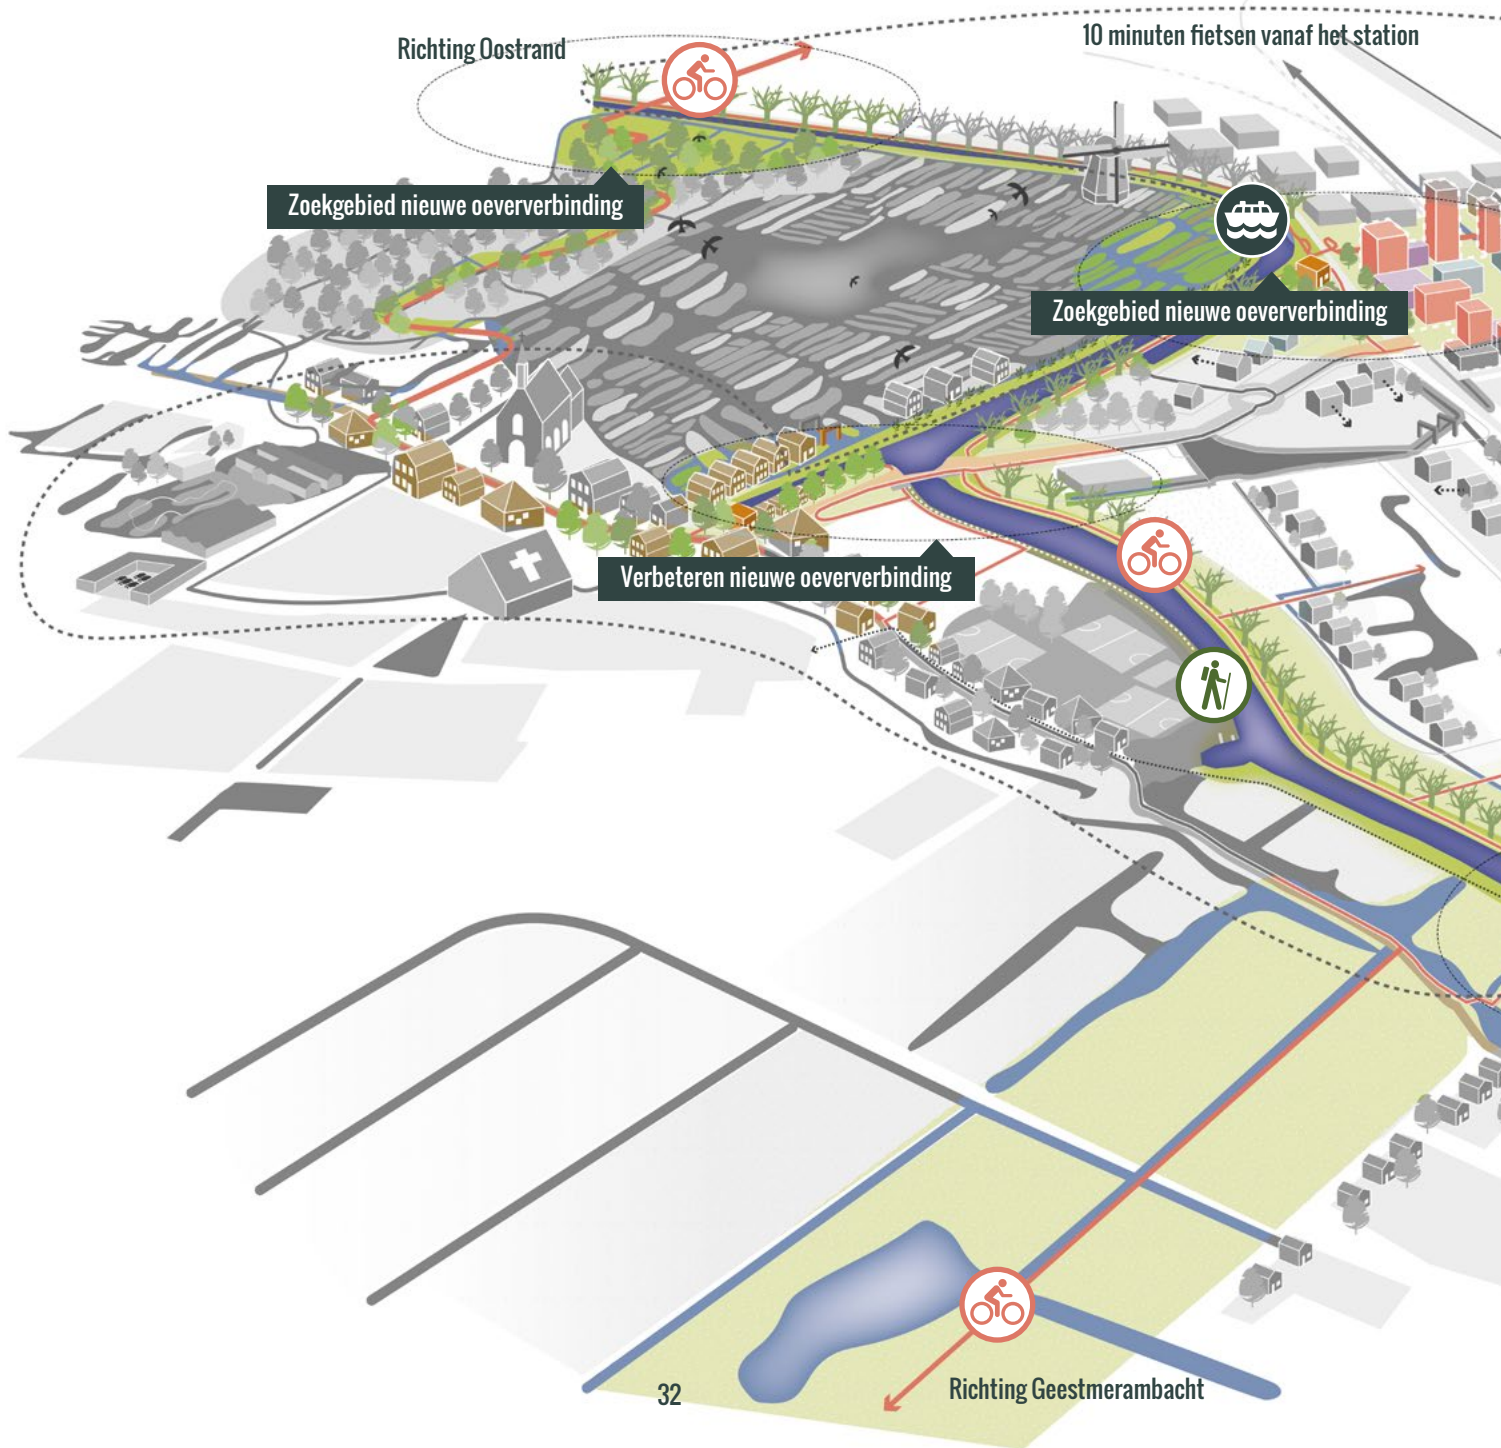 Richting Oostrand
10 minuten fietsen vanaf het station
Zoekgebied nieuwe oeververbinding
Zoekgebied nieuwe oeververbinding
Verbeteren nieuwe oeververbinding
32
Richting Geestmerambacht